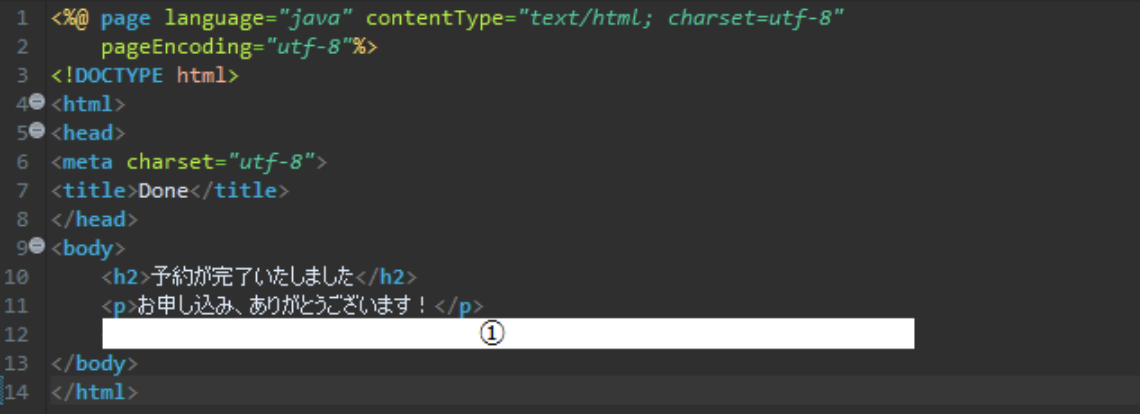 1 <%@ page language="java" contentType="text/html; charset=utf-8"
2 pageEncoding="utf-8"%>
3 <!DOCTYPE html>
4 <html>
5 <head>
6 <meta charset="utf-8">
7 <title>Done</title>
8 </head>
9 <body>
10 <h2>予約が完了いたしました</h2>
11 <p>お申し込み、ありがとうございます！</p>
12 ①
13 </body>
14 </html>